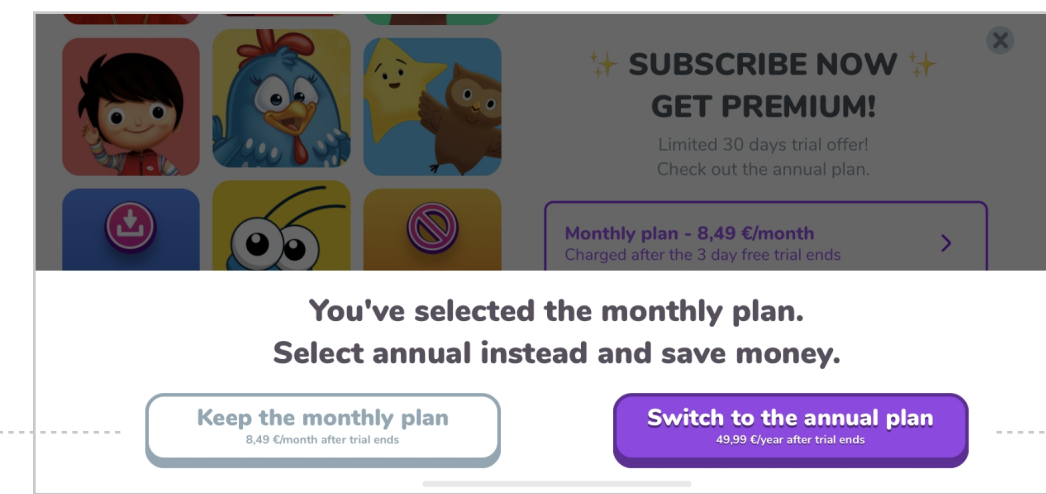 ✨ SUBSCRIBE NOW ✨
GET PREMIUM!
Limited 30 days trial offer!
Check out the annual plan.
Monthly plan - 8,49 €/month
Charged after the 3 day free trial ends
You've selected the monthly plan.
Select annual instead and save money.
Keep the monthly plan
8,49 €/month after trial ends
Switch to the annual plan
49,99 €/year after trial ends